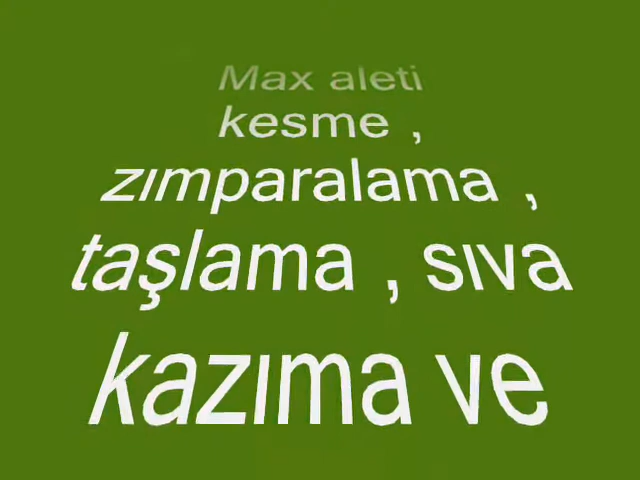 Max aleti
kesme ,
zımparalama ,
taşlama , sıva
kazıma ve